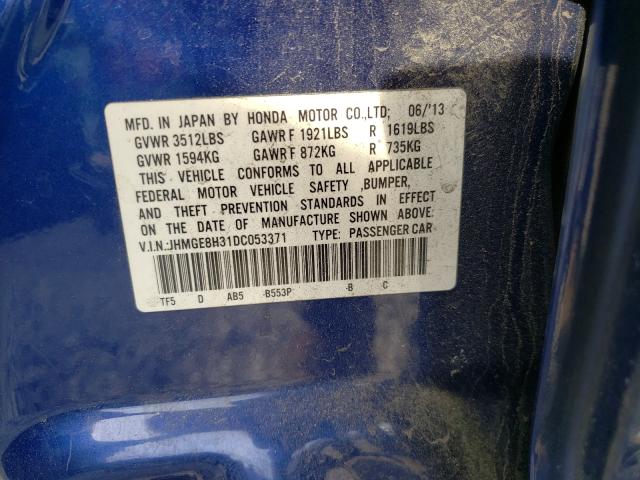 MFD. IN JAPAN BY HONDA MOTOR CO.,LTD; 06/'13
GVWR 3512LBS GAWR F 1921LBS R 1619LBS
GVWR 1594KG GAWR F 872KG R 735KG
THIS VEHICLE CONFORMS TO ALL APPLICABLE
FEDERAL MOTOR VEHICLE SAFETY ,BUMPER,
AND THEFT PREVENTION STANDARDS IN EFFECT
ON THE DATE OF MANUFACTURE SHOWN ABOVE.
V.I.N.:JHMGE8H31DC053371 TYPE: PASSENGER CAR
TF5 D AB5 -B553P -B C